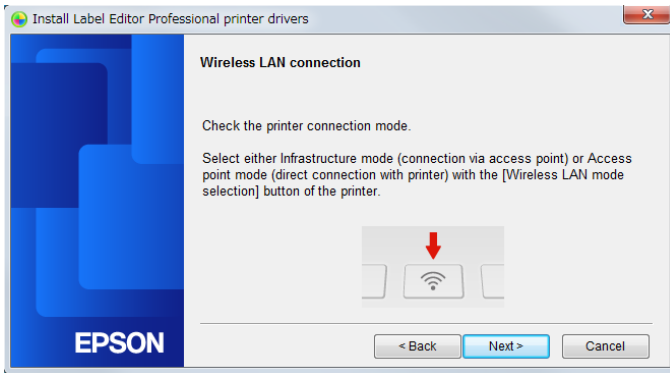 Install Label Editor Professional printer drivers
Wireless LAN connection
Check the printer connection mode.
Select either Infrastructure mode (connection via access point) or Access
point mode (direct connection with printer) with the [Wireless LAN mode
selection] button of the printer.
EPSON
< Back
Next >
Cancel